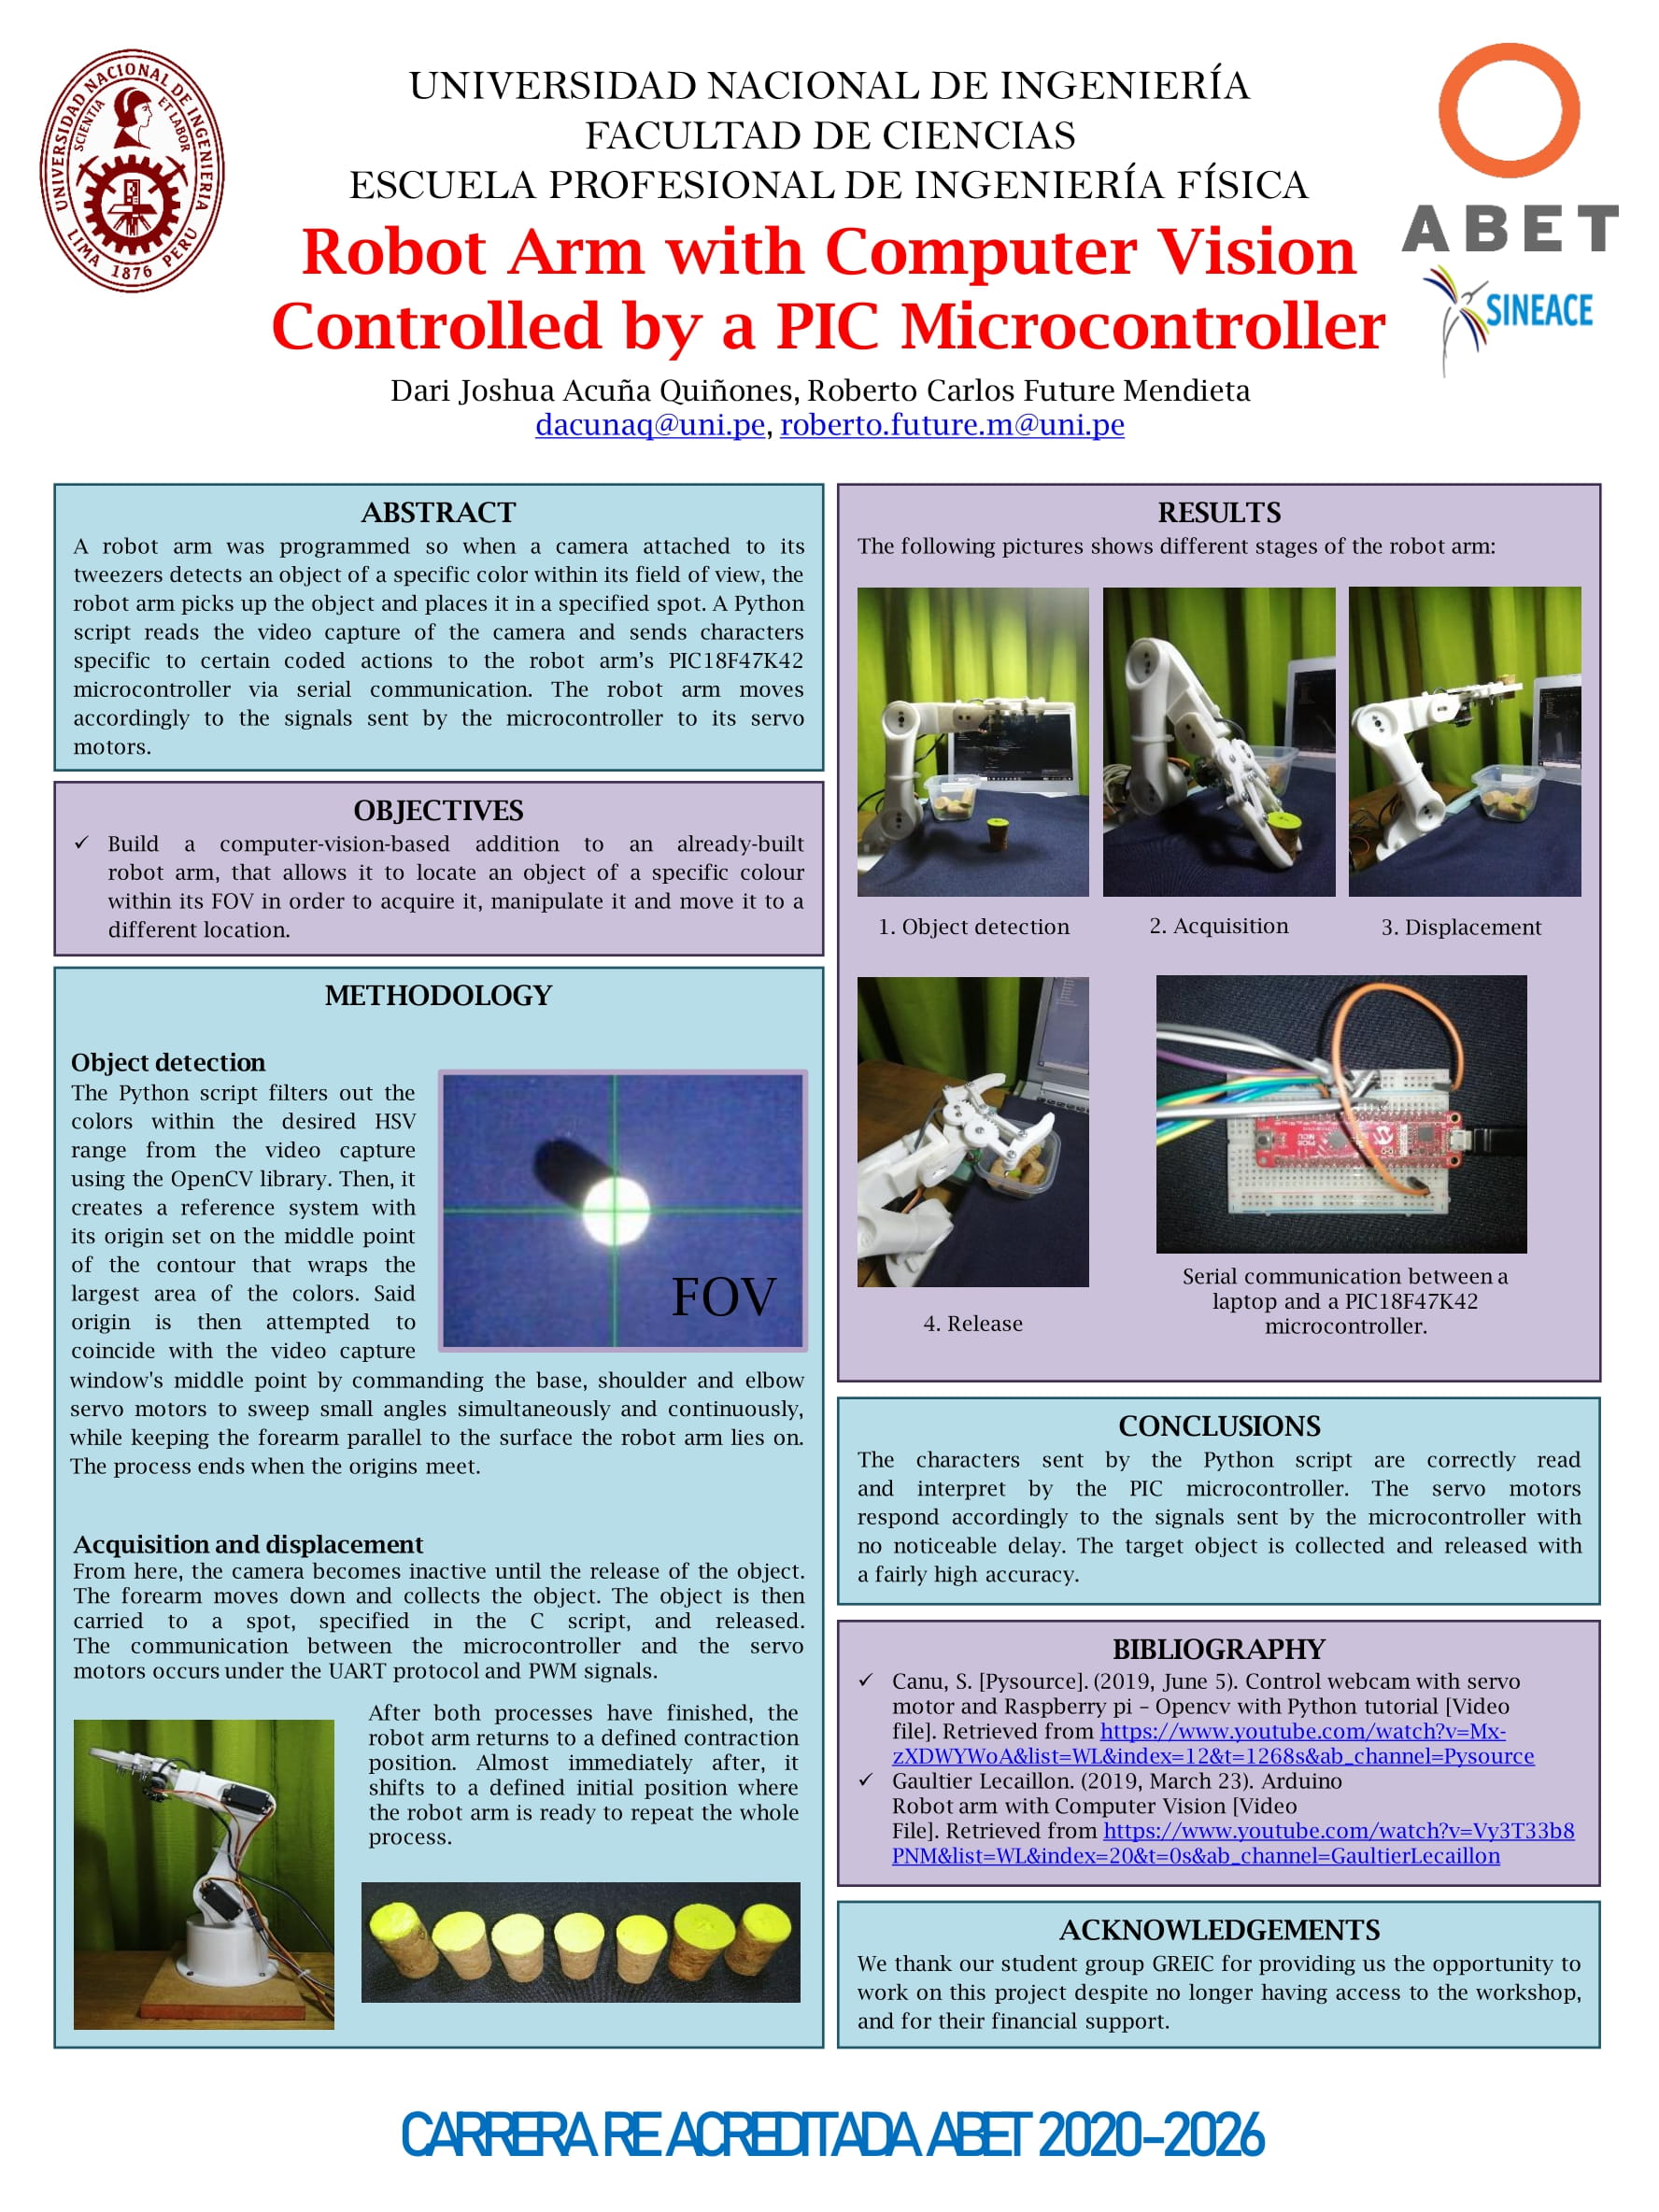 UNIVERSIDAD NACIONAL DE INGENIERIA
SCIENTIA ET LABOR
LIMA 1876 PERU
UNIVERSIDAD NACIONAL DE INGENIERÍA
FACULTAD DE CIENCIAS
ESCUELA PROFESIONAL DE INGENIERÍA FÍSICA
Robot Arm with Computer Vision
Controlled by a PIC Microcontroller
Dari Joshua Acuña Quiñones, Roberto Carlos Future Mendieta
dacunaq@uni.pe, roberto.future.m@uni.pe
ABET
SINEACE
ABSTRACT
A robot arm was programmed so when a camera attached to its
tweezers detects an object of a specific color within its field of view, the
robot arm picks up the object and places it in a specified spot. A Python
script reads the video capture of the camera and sends characters
specific to certain coded actions to the robot arm's PIC18F47K42
microcontroller via serial communication. The robot arm moves
accordingly to the signals sent by the microcontroller to its servo
motors.
OBJECTIVES
✓ Build a computer-vision-based addition to an already-built
robot arm, that allows it to locate an object of a specific colour
within its FOV in order to acquire it, manipulate it and move it to a
different location.
METHODOLOGY
Object detection
The Python script filters out the
colors within the desired HSV
range from the video capture
using the OpenCV library. Then, it
creates a reference system with
its origin set on the middle point
of the contour that wraps the
largest area of the colors. Said
origin is then attempted to
coincide with the video capture
window's middle point by commanding the base, shoulder and elbow
servo motors to sweep small angles simultaneously and continuously,
while keeping the forearm parallel to the surface the robot arm lies on.
The process ends when the origins meet.
FOV
Acquisition and displacement
From here, the camera becomes inactive until the release of the object.
The forearm moves down and collects the object. The object is then
carried to a spot, specified in the C script, and released.
The communication between the microcontroller and the servo
motors occurs under the UART protocol and PWM signals.
After both processes have finished, the
robot arm returns to a defined contraction
position. Almost immediately after, it
shifts to a defined initial position where
the robot arm is ready to repeat the whole
process.
RESULTS
The following pictures shows different stages of the robot arm:
1. Object detection
2. Acquisition
3. Displacement
4. Release
Serial communication between a
laptop and a PIC18F47K42
microcontroller.
CONCLUSIONS
The characters sent by the Python script are correctly read
and interpret by the PIC microcontroller. The servo motors
respond accordingly to the signals sent by the microcontroller with
no noticeable delay. The target object is collected and released with
a fairly high accuracy.
BIBLIOGRAPHY
✓ Canu, S. [Pysource]. (2019, June 5). Control webcam with servo
motor and Raspberry pi – Opencv with Python tutorial [Video
file]. Retrieved from https://www.youtube.com/watch?v=Mx-
zXDWYWoA&list=WL&index=12&t=1268s&ab_channel=Pysource
✓ Gaultier Lecaillon. (2019, March 23). Arduino
Robot arm with Computer Vision [Video
File]. Retrieved from https://www.youtube.com/watch?v=Vy3T33b8
PNM&list=WL&index=20&t=0s&ab_channel=GaultierLecaillon
ACKNOWLEDGEMENTS
We thank our student group GREIC for providing us the opportunity to
work on this project despite no longer having access to the workshop,
and for their financial support.
CARRERA RE ACREDITADA ABET 2020-2026